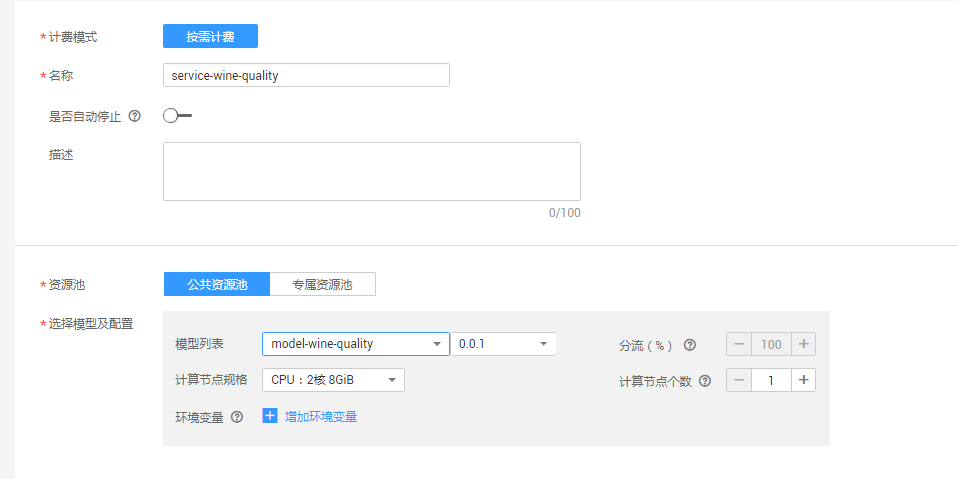 *计费模式 按需计费
*名称 service-wine-quality
是否自动停止 ?
描述
0/100
*资源池 公共资源池 专属资源池
*选择模型及配置
模型列表 model-wine-quality 0.0.1 分流（%） ? − 100 +
计算节点规格 CPU：2核 8GiB 计算节点个数 ? − 1 +
环境变量 ? + 增加环境变量